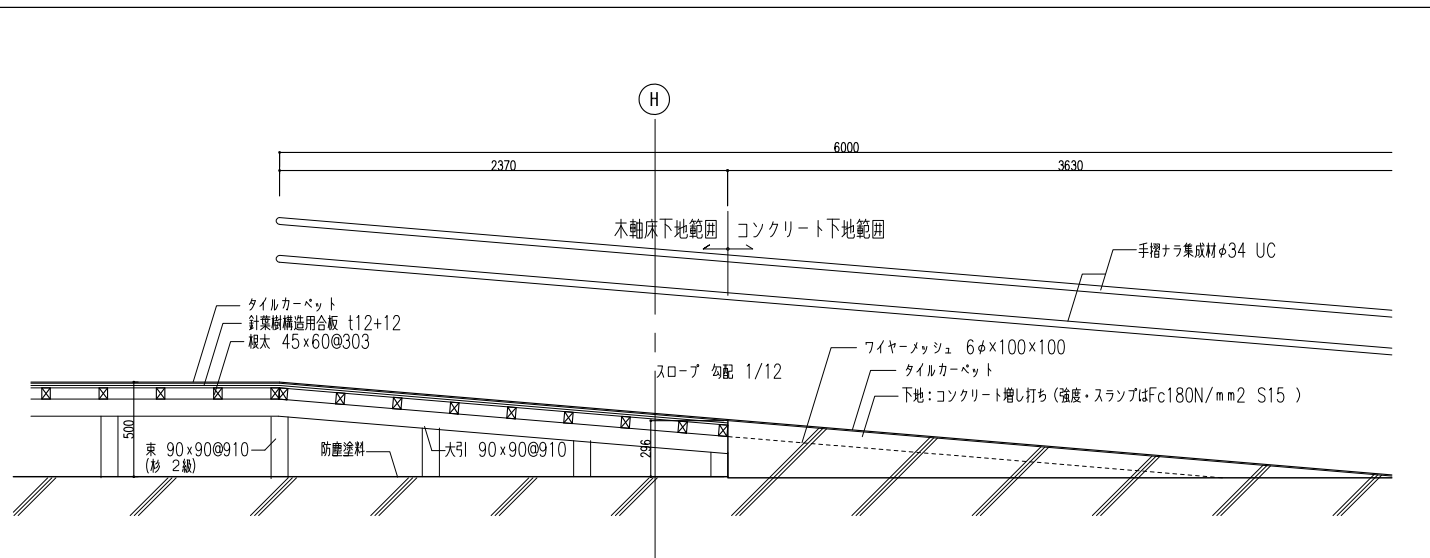 H
6000
2370
3630
木軸床下地範囲
コンクリート下地範囲
手摺ナラ集成材φ34 UC
タイルカーペット
針葉樹構造用合板 t12+12
根太 45×60@303
ワイヤーメッシュ 6φ×100×100
スロープ 勾配 1/12
タイルカーペット
下地:コンクリート増し打ち(強度・スランプはFc180N/mm2 S15 )
500
296
束 90×90@910
(杉 2級)
防塵塗料
大引 90×90@910